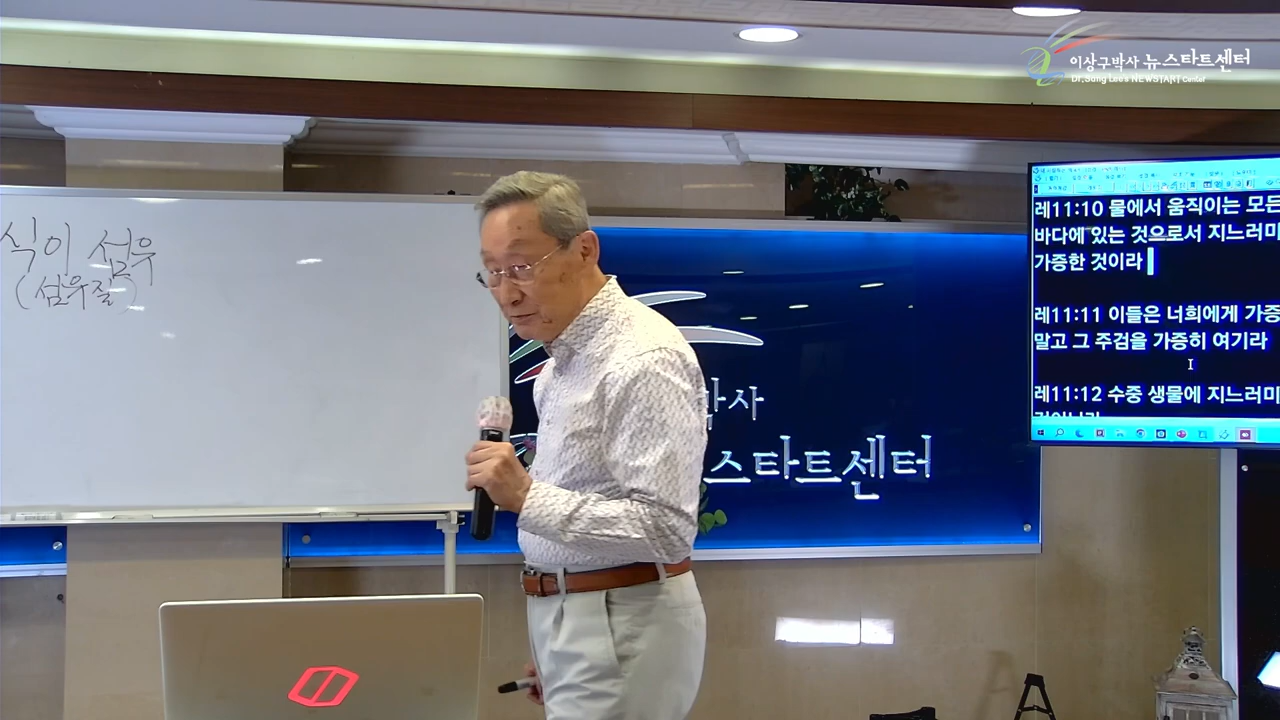 이상구박사 뉴스타트센터
Dr. Sang Lee's NEWSTART Center
식이 섬유
(섬유질)
박사
스타트센터
레11:10 물에서 움직이는 모든
바다에 있는 것으로서 지느러미
가증한 것이라
레11:11 이들은 너희에게 가증
말고 그 주검을 가증히 여기라
레11:12 수중 생물에 지느러미